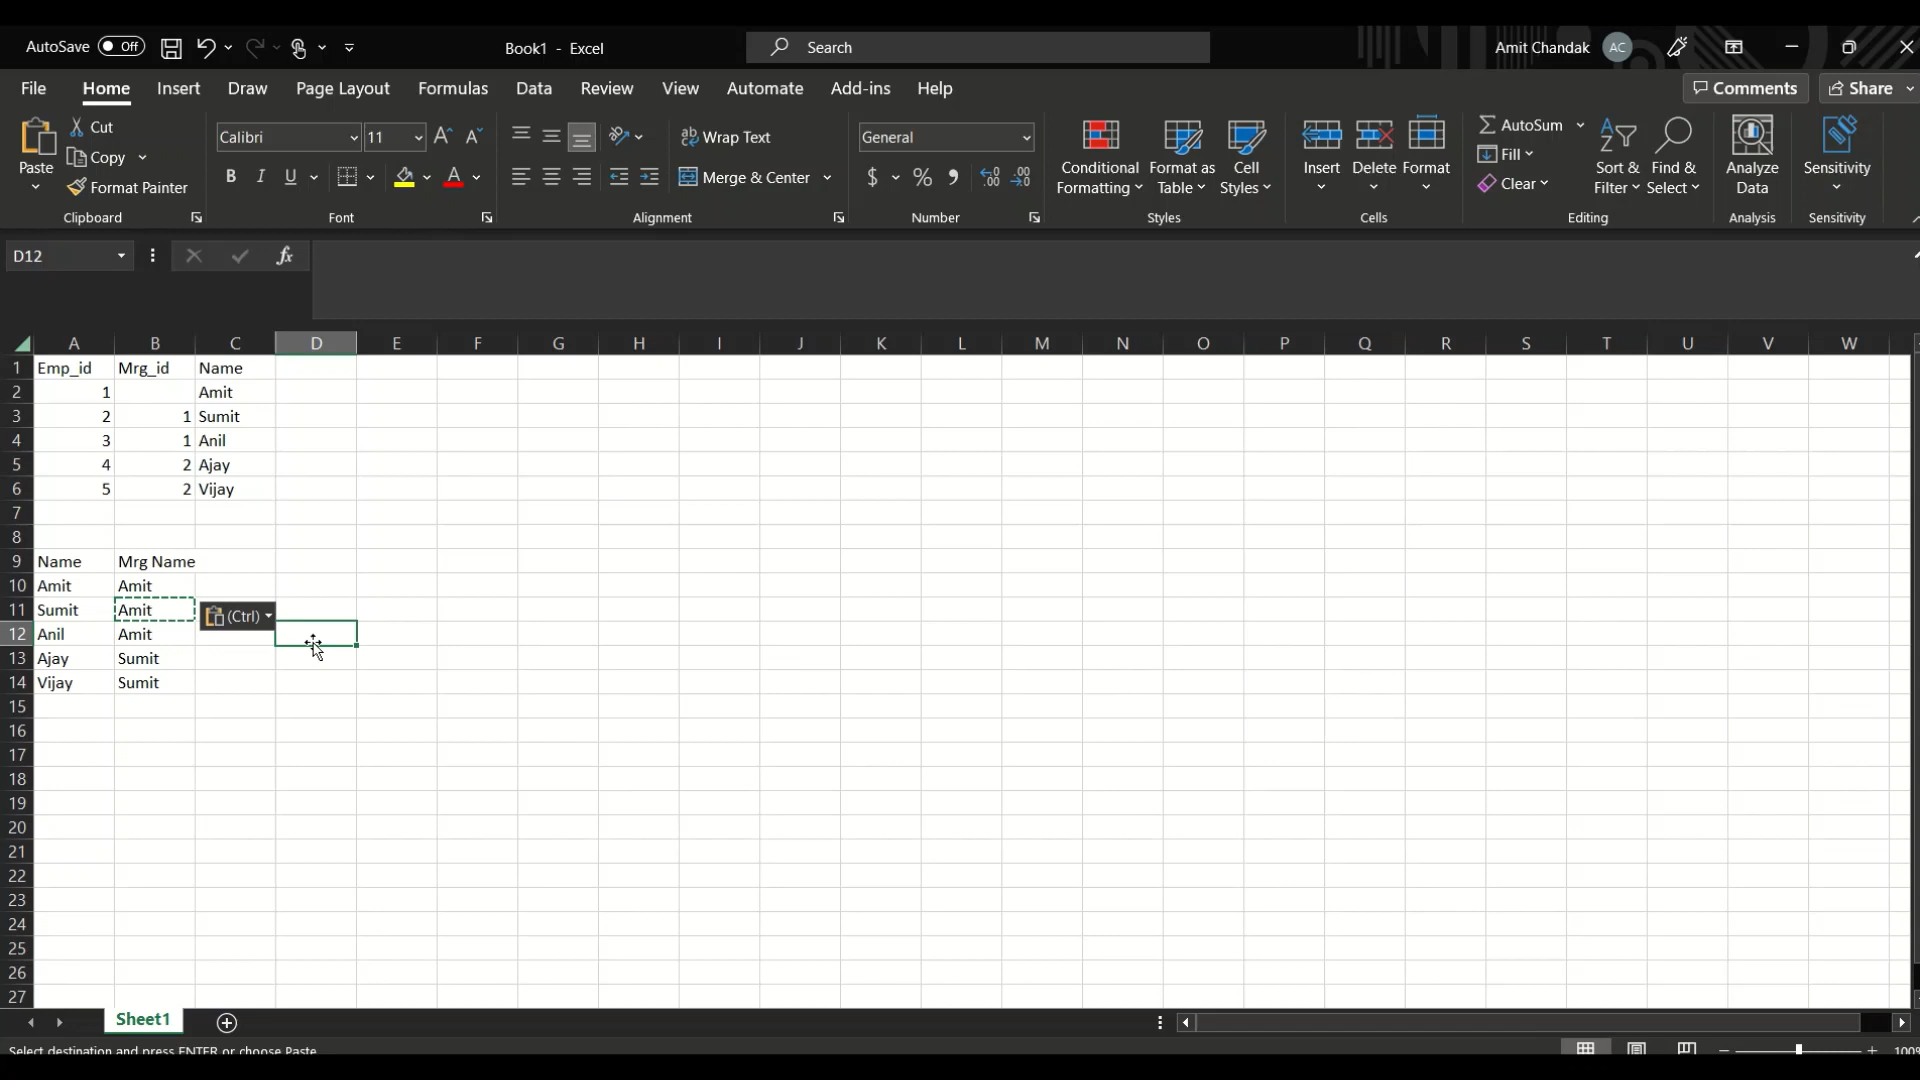 AutoSave Off Book1 - Excel Search Amit Chandak AC
File Home Insert Draw Page Layout Formulas Data Review View Automate Add-ins Help Comments Share
Paste
Cut
Copy
Format Painter
Clipboard
Calibri 11
B I U A
Font
ab Wrap Text
Merge & Center
Alignment
General
$ % 9
Number
Conditional Formatting
Format as Table
Cell Styles
Styles
Insert Delete Format
Cells
AutoSum
Fill
Clear
Sort & Filter
Find & Select
Editing
Analyze Data
Analysis
Sensitivity
Sensitivity
D12 fx
A B C D E F G H I J K L M N O P Q R S T U V W
1 Emp_id Mrg_id Name
2 1 Amit
3 2 1 Sumit
4 3 1 Anil
5 4 2 Ajay
6 5 2 Vijay
7
8
9 Name Mrg Name
10 Amit Amit
11 Sumit Amit (Ctrl)
12 Anil Amit
13 Ajay Sumit
14 Vijay Sumit
15
16
17
18
19
20
21
22
23
24
25
26
27
Sheet1
Select destination and press ENTER or choose Paste 100%